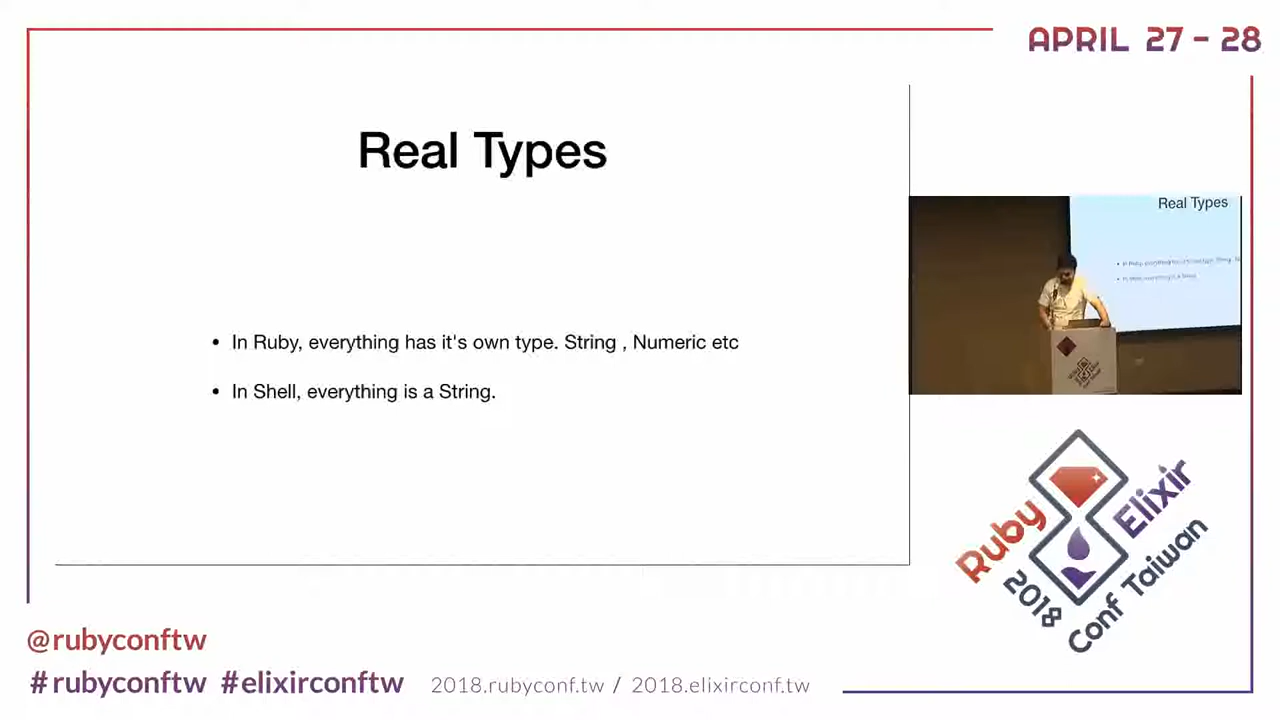 APRIL 27 - 28
Real Types
• In Ruby, everything has it's own type. String , Numeric etc
• In Shell, everything is a String.
Real Types
Ruby
Elixir
2018
Conf Taiwan
@rubyconftw
#rubyconftw #elixirconftw
2018.rubyconf.tw / 2018.elixirconf.tw